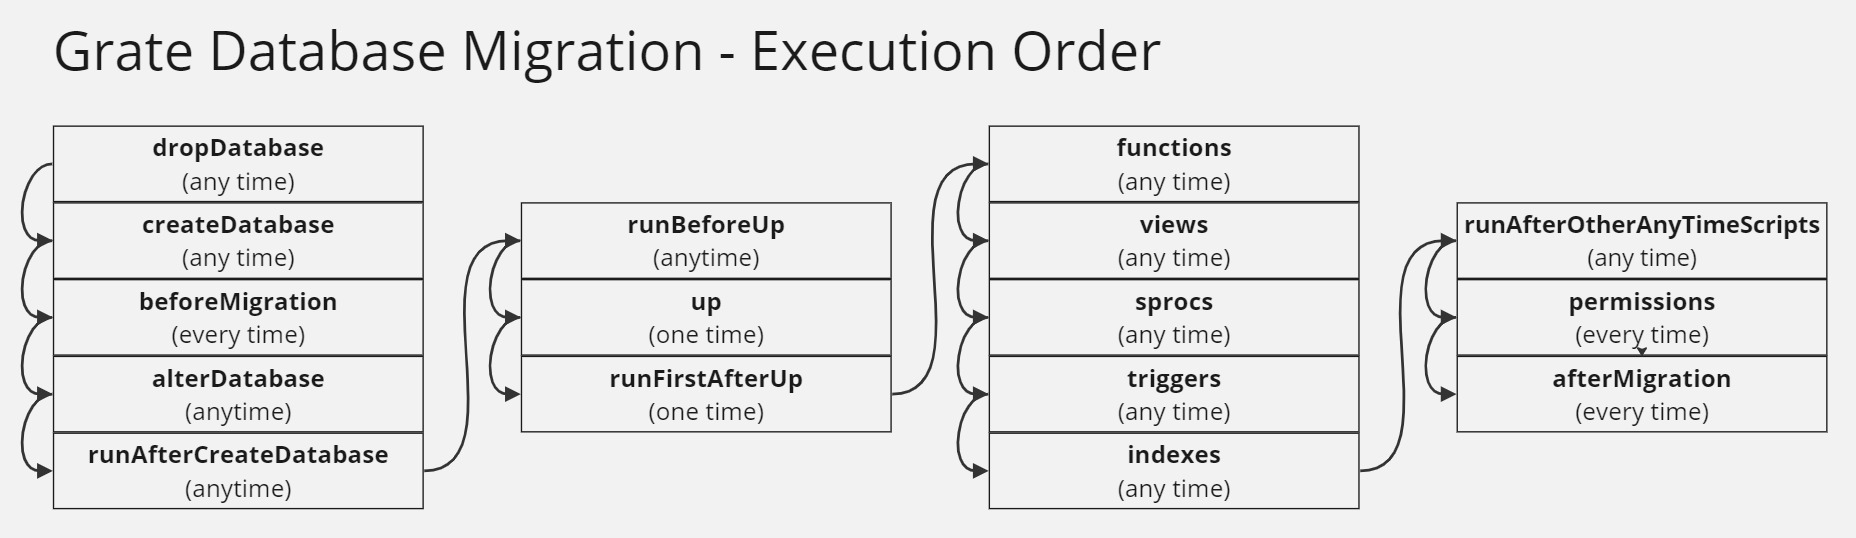 Grate Database Migration - Execution Order
dropDatabase
(any time)
createDatabase
(any time)
beforeMigration
(every time)
alterDatabase
(anytime)
runAfterCreateDatabase
(anytime)
runBeforeUp
(anytime)
up
(one time)
runFirstAfterUp
(one time)
functions
(any time)
views
(any time)
sprocs
(any time)
triggers
(any time)
indexes
(any time)
runAfterOtherAnyTimeScripts
(any time)
permissions
(every time)
afterMigration
(every time)